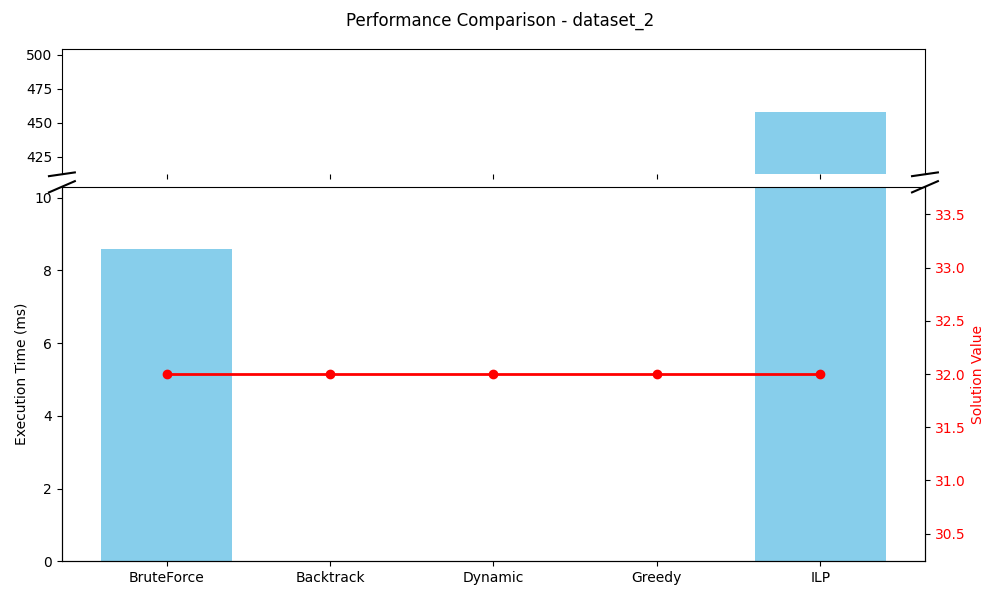 Performance Comparison - dataset_2
500
475
450
425
10
8
6
4
2
0
Execution Time (ms)
33.5
33.0
32.5
32.0
31.5
31.0
30.5
Solution Value
BruteForce
Backtrack
Dynamic
Greedy
ILP